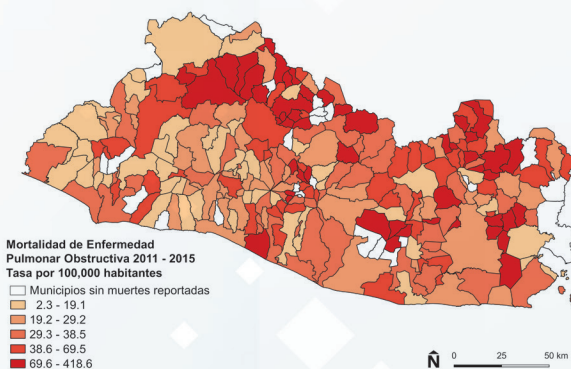 Mortalidad de Enfermedad
Pulmonar Obstructiva 2011 - 2015
Tasa por 100,000 habitantes
Municipios sin muertes reportadas
2.3 - 19.1
19.2 - 29.2
29.3 - 38.5
38.6 - 69.5
69.6 - 418.6
N
0 25 50 km